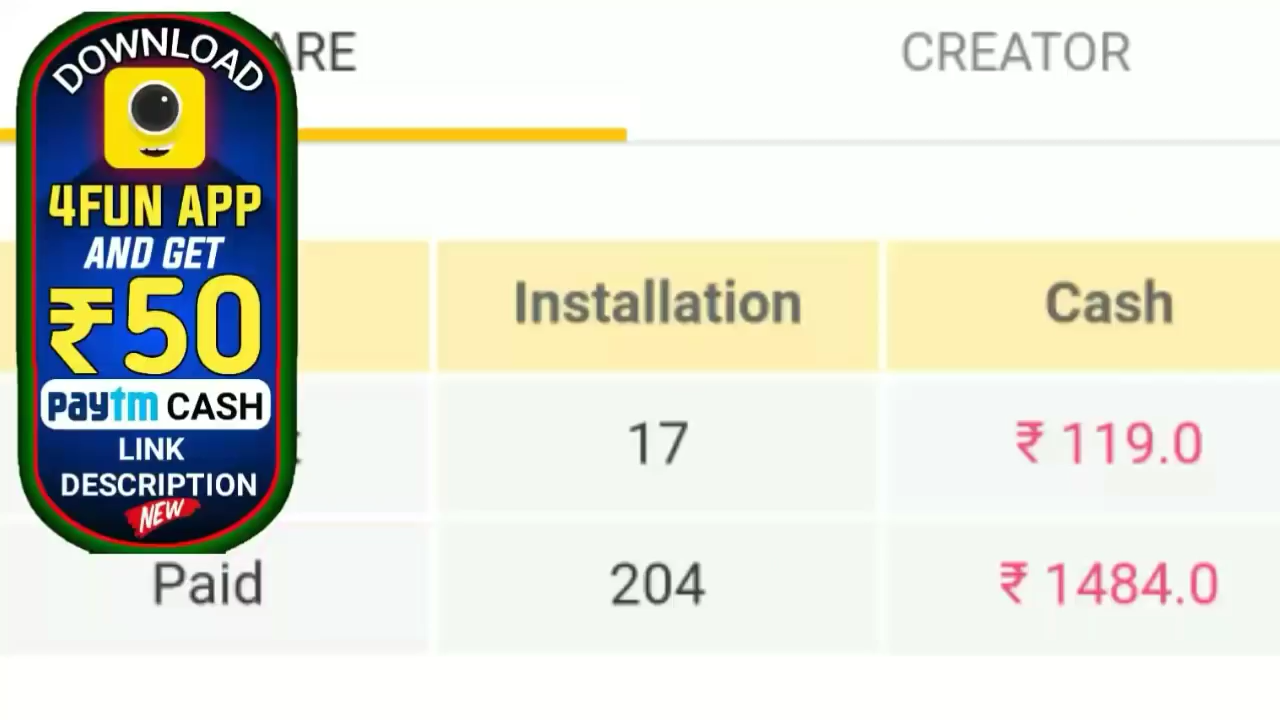 DOWNLOAD
4FUN APP
AND GET
₹50
paytm CASH
LINK
DESCRIPTION
NEW
CREATOR
Installation Cash
17 ₹ 119.0
Paid 204 ₹ 1484.0